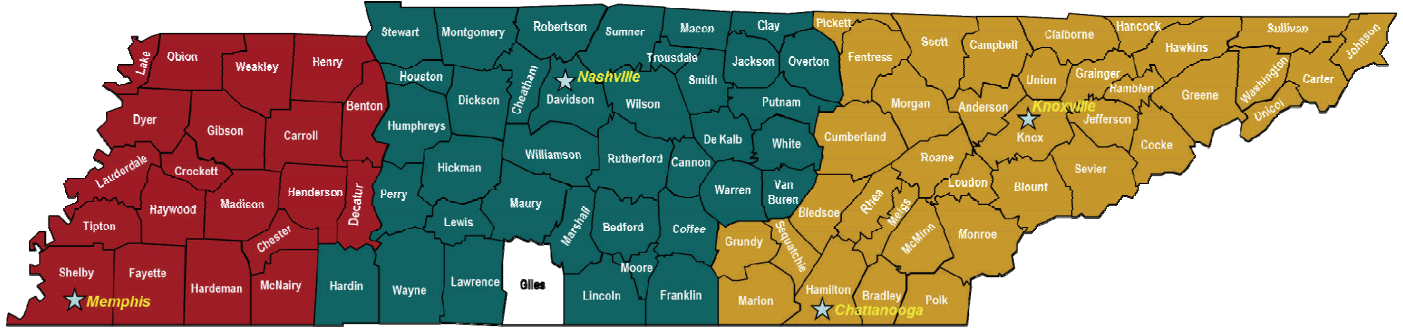 Lake
Obion
Weakley
Henry
Benton
Dyer
Gibson
Carroll
Lauderdale
Crockett
Haywood
Madison
Henderson
Decatur
Tipton
Chester
Shelby
Memphis
Fayette
Hardeman
McNairy
Stewart
Montgomery
Robertson
Sumner
Macon
Clay
Houston
Dickson
Cheatham
Nashville
Davidson
Trousdale
Wilson
Smith
Jackson
Overton
Putnam
Humphreys
Hickman
Williamson
Rutherford
Cannon
De Kalb
White
Perry
Lewis
Maury
Marshall
Bedford
Coffee
Warren
Van
Buren
Hardin
Wayne
Lawrence
Giles
Lincoln
Moore
Franklin
Pickett
Fentress
Scott
Campbell
Claiborne
Hancock
Hawkins
Sullivan
Johnson
Union
Grainger
Hamblen
Greene
Washington
Unicoi
Carter
Morgan
Anderson
Knoxville
Knox
Jefferson
Cocke
Cumberland
Roane
Loudon
Blount
Sevier
Bledsoe
Rhea
Meigs
McMinn
Monroe
Grundy
Sequatchie
Marion
Hamilton
Chattanooga
Bradley
Polk